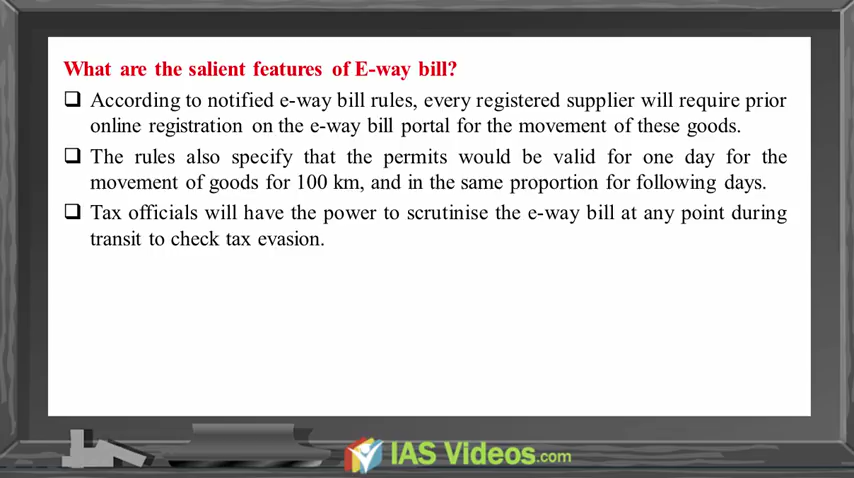 What are the salient features of E-way bill?
❑ According to notified e-way bill rules, every registered supplier will require prior
online registration on the e-way bill portal for the movement of these goods.
❑ The rules also specify that the permits would be valid for one day for the
movement of goods for 100 km, and in the same proportion for following days.
❑ Tax officials will have the power to scrutinise the e-way bill at any point during
transit to check tax evasion.
IAS Videos.com